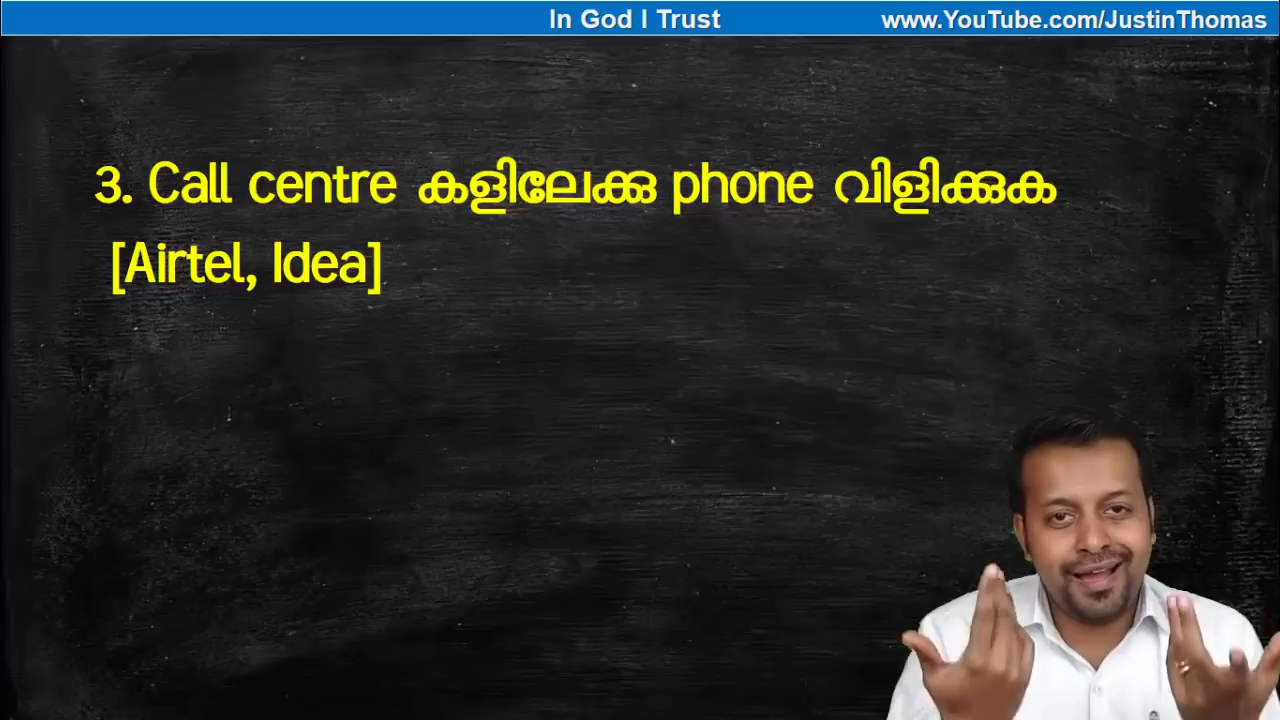 In God I Trust
www.YouTube.com/JustinThomas
3. Call centre കളിലേക്കു phone വിളിക്കുക
[Airtel, Idea]